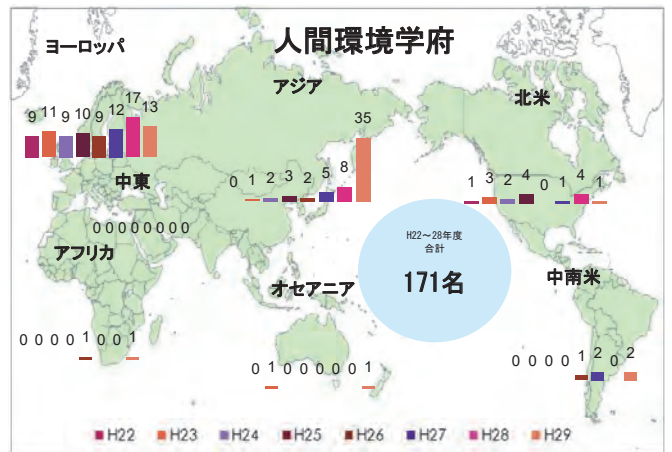 人間環境学府
ヨーロッパ
9 11 9 10 9 12 17 13
アジア
0 1 2 3 2 5 8 35
北米
1 3 2 4 0 1 4 1
中東
0 0 0 0 0 0 0 0
アフリカ
0 0 0 0 1 0 0 1
オセアニア
0 1 0 0 0 0 0 1
H22～28年度
合計
171名
中南米
0 0 0 0 1 2 0 2
H22 H23 H24 H25 H26 H27 H28 H29